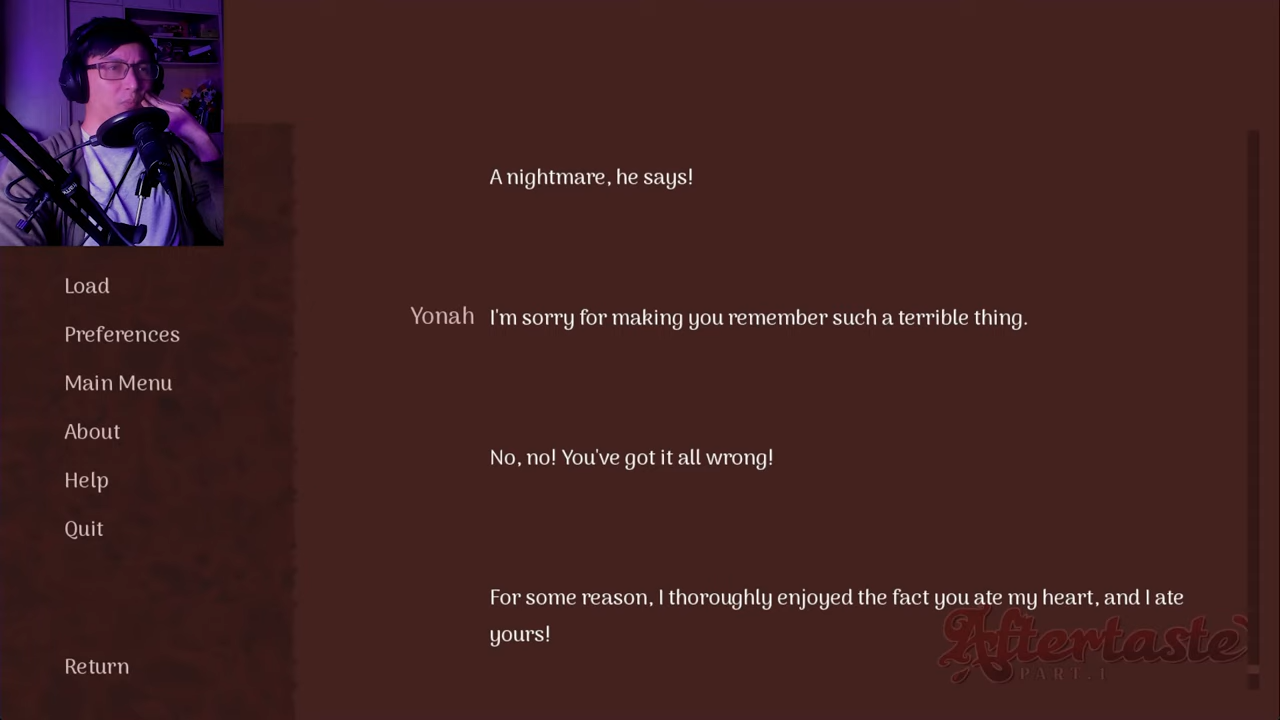 A nightmare, he says!
Load
Yonah I'm sorry for making you remember such a terrible thing.
Preferences
Main Menu
About
No, no! You've got it all wrong!
Help
Quit
For some reason, I thoroughly enjoyed the fact you ate my heart, and I ate
yours!
Return
Aftertaste
PART.I